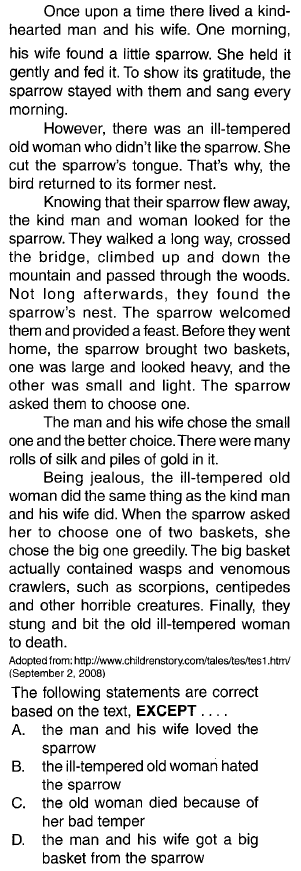 Once upon a time there lived a kind-
hearted man and his wife. One morning,
his wife found a little sparrow. She held it
gently and fed it. To show its gratitude, the
sparrow stayed with them and sang every
morning.
However, there was an ill-tempered
old woman who didn't like the sparrow. She
cut the sparrow's tongue. That's why, the
bird returned to its former nest.
Knowing that their sparrow flew away,
the kind man and woman looked for the
sparrow. They walked a long way, crossed
the bridge, climbed up and down the
mountain and passed through the woods.
Not long afterwards, they found the
sparrow's nest. The sparrow welcomed
them and provided a feast. Before they went
home, the sparrow brought two baskets,
one was large and looked heavy, and the
other was small and light. The sparrow
asked them to choose one.
The man and his wife chose the small
one and the better choice. There were many
rolls of silk and piles of gold in it.
Being jealous, the ill-tempered old
woman did the same thing as the kind man
and his wife did. When the sparrow asked
her to choose one of two baskets, she
chose the big one greedily. The big basket
actually contained wasps and venomous
crawlers, such as scorpions, centipedes
and other horrible creatures. Finally, they
stung and bit the old ill-tempered woman
to death.
Adopted from: http://www.childrenstory.com/tales/tes/tes1.htm/
(September 2, 2008)
The following statements are correct
based on the text, EXCEPT . . . .
A. the man and his wife loved the
sparrow
B. the ill-tempered old woman hated
the sparrow
C. the old woman died because of
her bad temper
D. the man and his wife got a big
basket from the sparrow